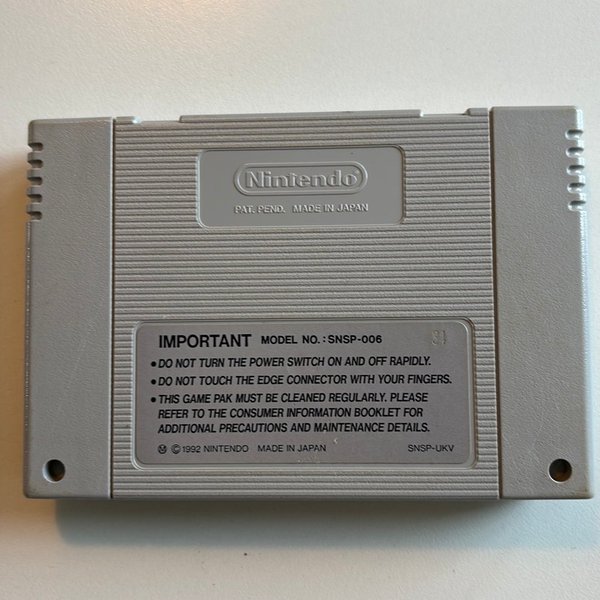 Nintendo
PAT. PEND. MADE IN JAPAN
IMPORTANT MODEL NO.: SNSP-006
• DO NOT TURN THE POWER SWITCH ON AND OFF RAPIDLY.
• DO NOT TOUCH THE EDGE CONNECTOR WITH YOUR FINGERS.
• THIS GAME PAK MUST BE CLEANED REGULARLY. PLEASE
REFER TO THE CONSUMER INFORMATION BOOKLET FOR
ADDITIONAL PRECAUTIONS AND MAINTENANCE DETAILS.
Ⓜ ©1992 NINTENDO MADE IN JAPAN SNSP-UKV